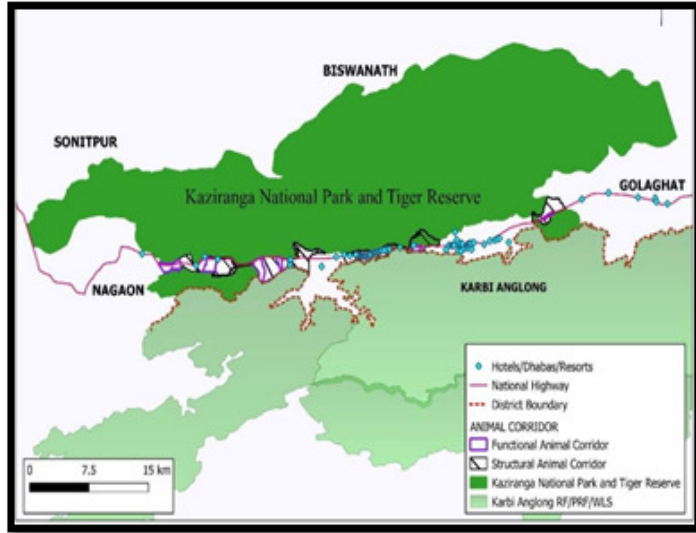 BISWANATH
SONITPUR
GOLAGHAT
Kaziranga National Park and Tiger Reserve
NAGAON
KARBI ANGLONG
Hotels/Dhabas/Resorts
National Highway
District Boundary
ANIMAL CORRIDOR
Functional Animal Corridor
Structural Animal Corridor
Kaziranga National Park and Tiger Reserve
Karbi Anglong RF/PRF/WLS
0 7.5 15 km